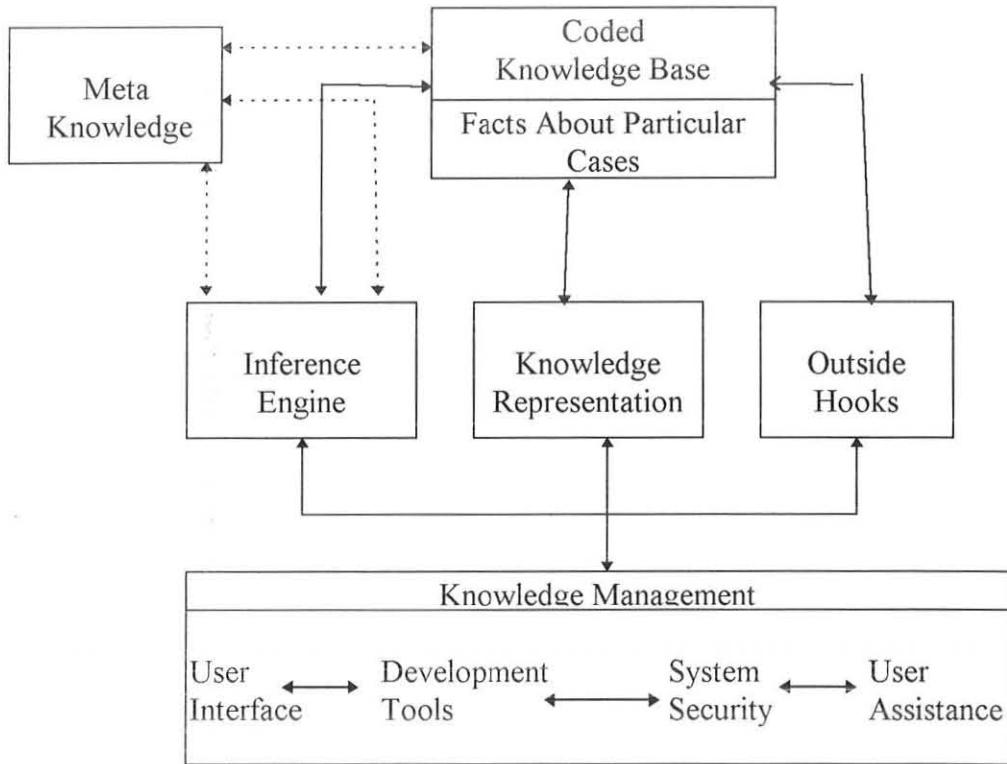 Meta
Knowledge
Coded
Knowledge Base
Facts About Particular
Cases
Inference
Engine
Knowledge
Representation
Outside
Hooks
Knowledge Management
User
Interface
Development
Tools
System
Security
User
Assistance